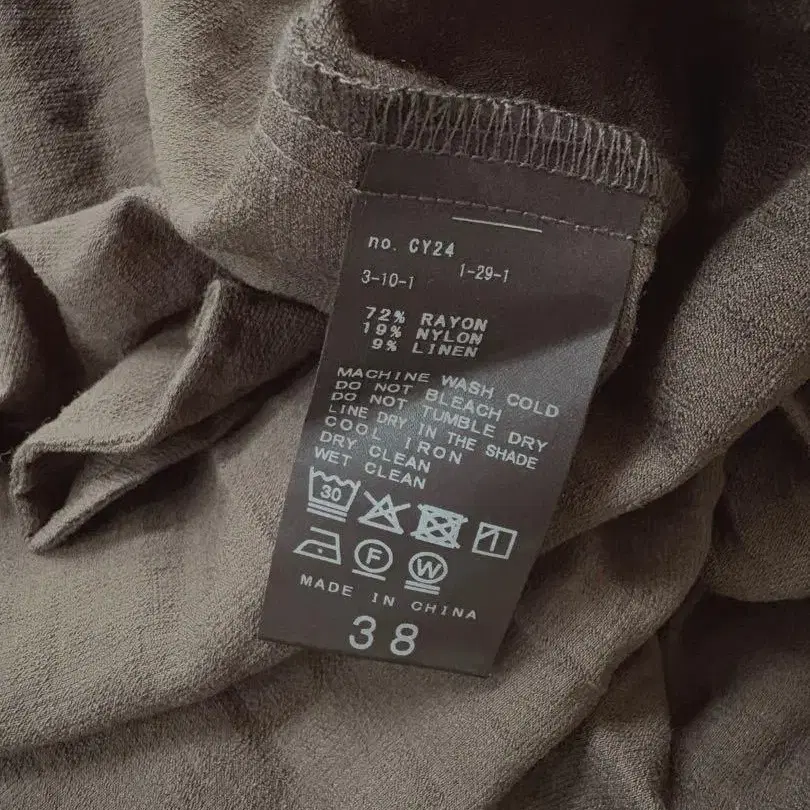 no. CY24
3-10-1 1-29-1
72% RAYON
19% NYLON
9% LINEN
MACHINE WASH COLD
DO NOT BLEACH
DO NOT TUMBLE DRY
LINE DRY IN THE SHADE
COOL IRON
DRY CLEAN
WET CLEAN
30
F W
MADE IN CHINA
38